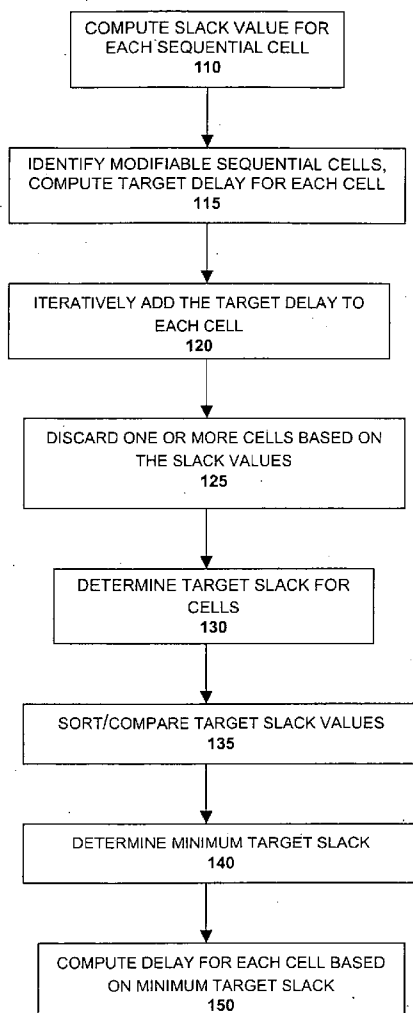 COMPUTE SLACK VALUE FOR
EACH SEQUENTIAL CELL
110
IDENTIFY MODIFIABLE SEQUENTIAL CELLS,
COMPUTE TARGET DELAY FOR EACH CELL
115
ITERATIVELY ADD THE TARGET DELAY TO
EACH CELL
120
DISCARD ONE OR MORE CELLS BASED ON
THE SLACK VALUES
125
DETERMINE TARGET SLACK FOR
CELLS
130
SORT/COMPARE TARGET SLACK VALUES
135
DETERMINE MINIMUM TARGET SLACK
140
COMPUTE DELAY FOR EACH CELL BASED
ON MINIMUM TARGET SLACK
150